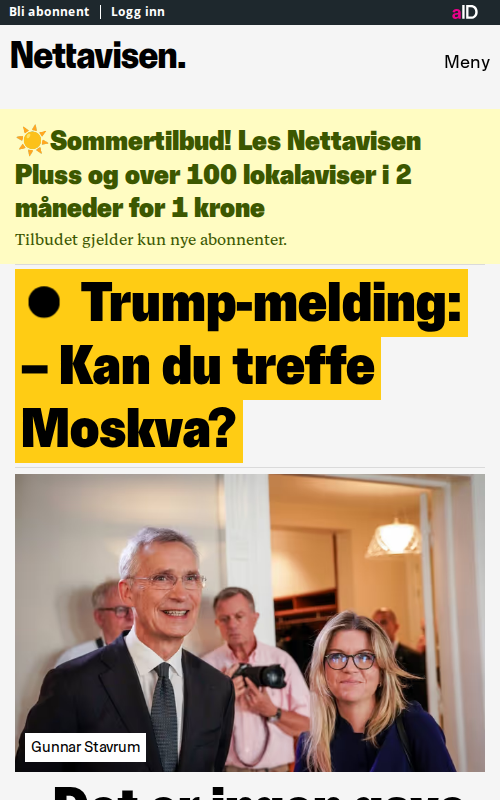 Bli abonnent | Logg inn
aID
Nettavisen.
Meny
☀️Sommertilbud! Les Nettavisen
Pluss og over 100 lokalaviser i 2
måneder for 1 krone
Tilbudet gjelder kun nye abonnenter.
● Trump-melding:
– Kan du treffe
Moskva?
Gunnar Stavrum